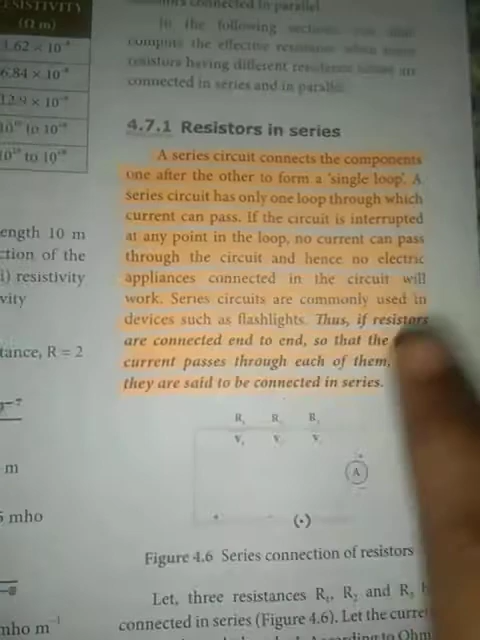 RESISTIVITY
(Ω m)
1.62 × 10
6.84 × 10
12.9 × 10
to 10
to 10
ength 10 m
ction of the
i) resistivity
vity
tance, R = 2
m
mho
mho m⁻¹
connected to parallel
In the following sections
compute the effective
resistors having different resistance values are
connected in series and in parallel.
4.7.1 Resistors in series
A series circuit connects the components
one after the other to form a 'single loop'. A
series circuit has only one loop through which
current can pass. If the circuit is interrupted
at any point in the loop, no current can pass
through the circuit and hence no electric
appliances connected in the circuit will
work. Series circuits are commonly used in
devices such as flashlights. Thus, if resistors
are connected end to end, so that the
current passes through each of them,
they are said to be connected in series.
R R R
V V V
+
A
−
+ (•)
Figure 4.6 Series connection of resistors
Let, three resistances R₁, R₂ and R₃
connected in series (Figure 4.6). Let the curre
according to Ohm